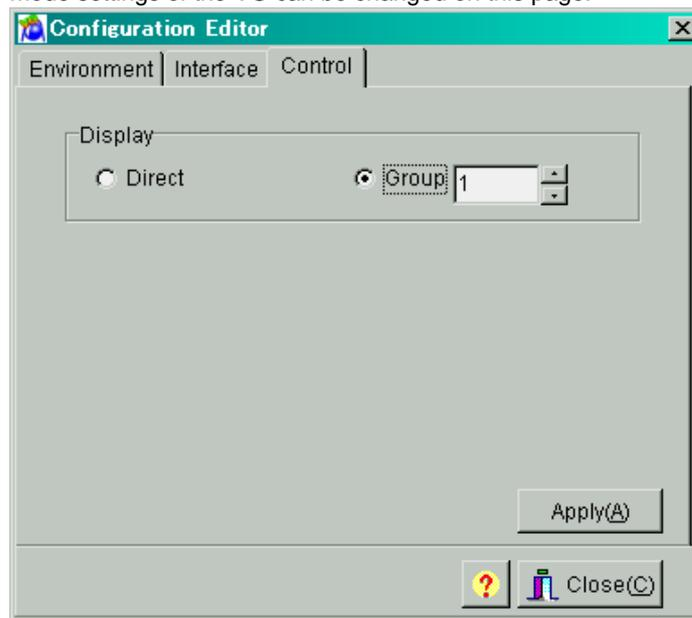 Configuration Editor
Environment Interface Control
Display
Direct Group 1
Apply(A)
? Close(C)